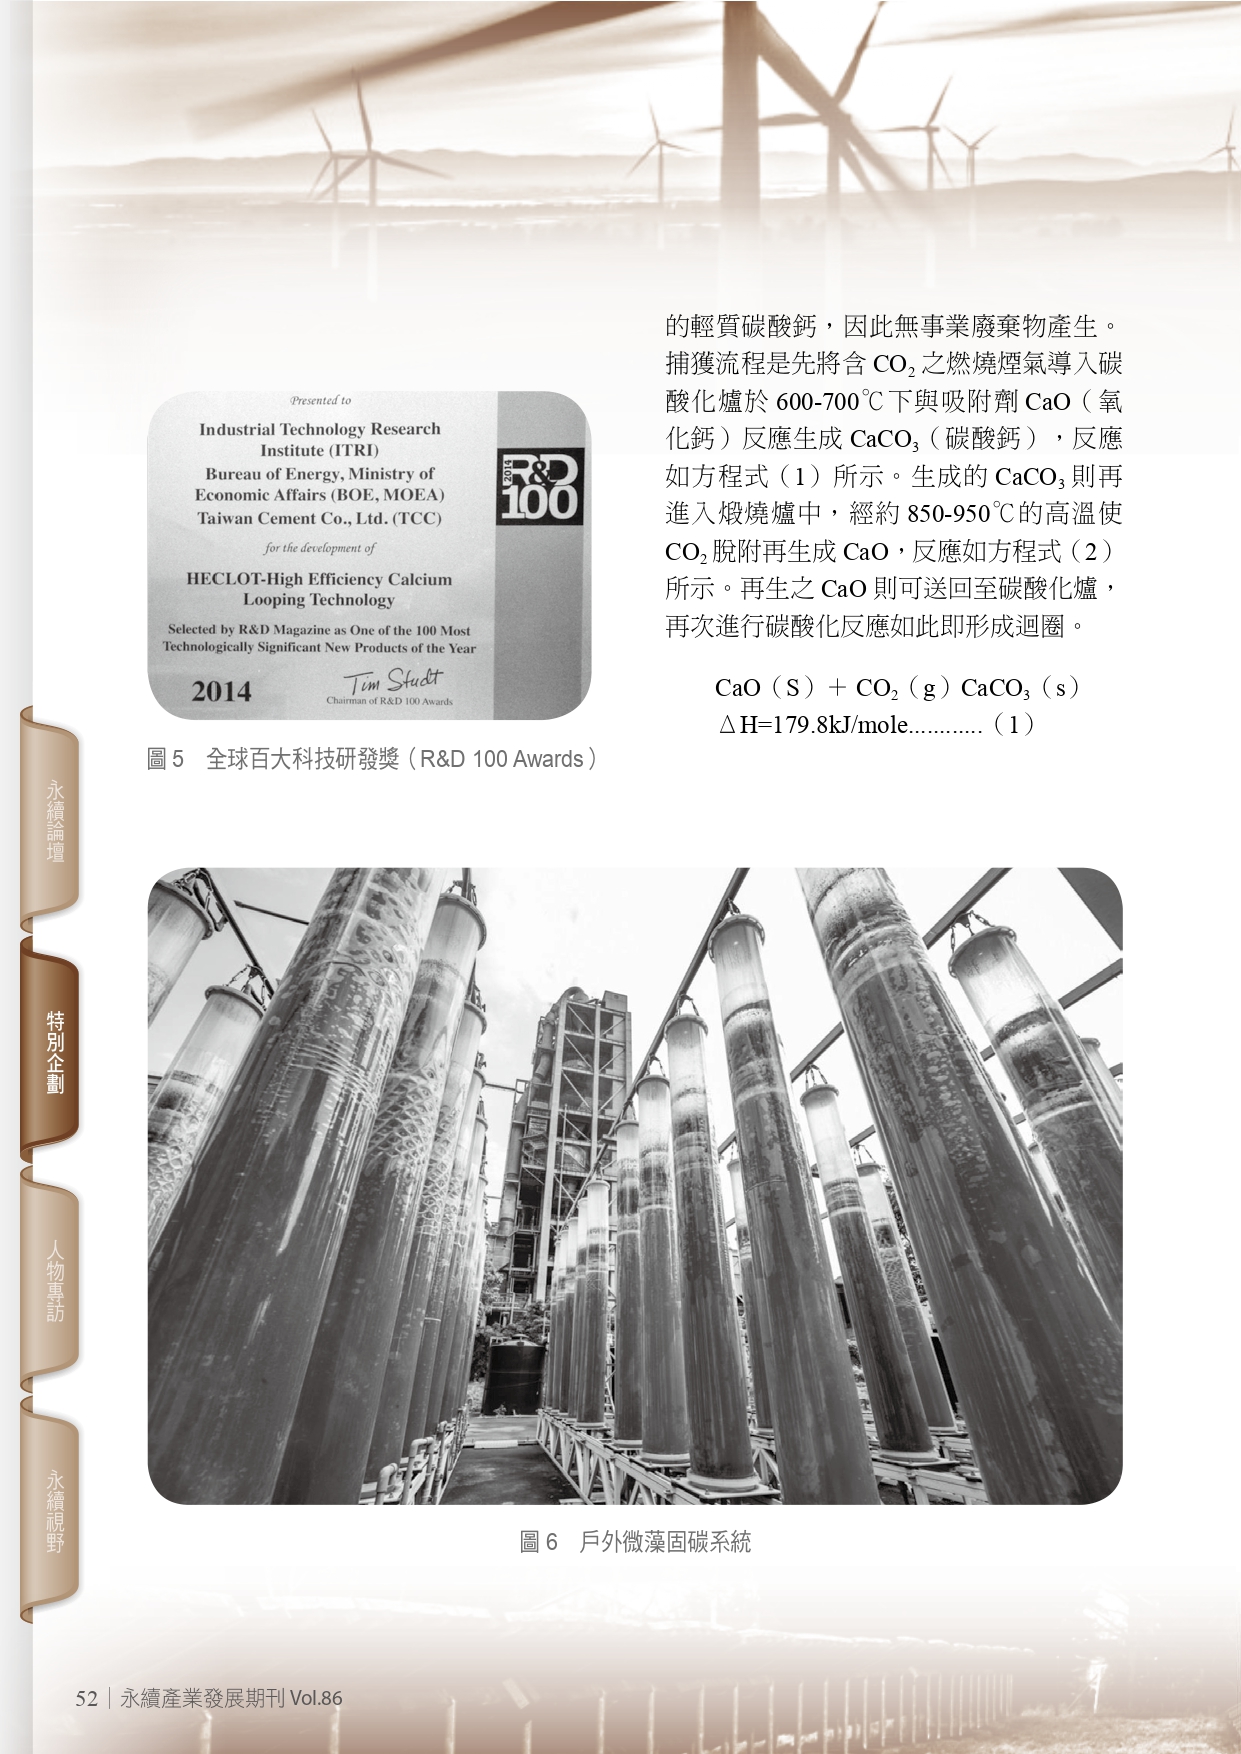 Presented to
Industrial Technology Research
Institute (ITRI)
Bureau of Energy, Ministry of
Economic Affairs (BOE, MOEA)
Taiwan Cement Co., Ltd. (TCC)
for the development of
HECLOT-High Efficiency Calcium
Looping Technology
Selected by R&D Magazine as One of the 100 Most
Technologically Significant New Products of the Year
2014
Tim Studt
Chairman of R&D 100 Awards
2014 R&D
100
圖 5　全球百大科技研發獎（R&D 100 Awards）
的輕質碳酸鈣，因此無事業廢棄物產生。
捕獲流程是先將含 CO₂ 之燃燒煙氣導入碳
酸化爐於 600-700℃下與吸附劑 CaO（氧
化鈣）反應生成 CaCO₃（碳酸鈣），反應
如方程式（1）所示。生成的 CaCO₃ 則再
進入煅燒爐中，經約 850-950℃的高溫使
CO₂ 脫附再生成 CaO，反應如方程式（2）
所示。再生之 CaO 則可送回至碳酸化爐，
再次進行碳酸化反應如此即形成迴圈。
CaO（S）＋ CO₂（g）CaCO₃（s）
△H=179.8kJ/mole............（1）
圖 6　戶外微藻固碳系統
永續論壇
特別企劃
人物專訪
永續視野
52｜永續產業發展期刊 Vol.86